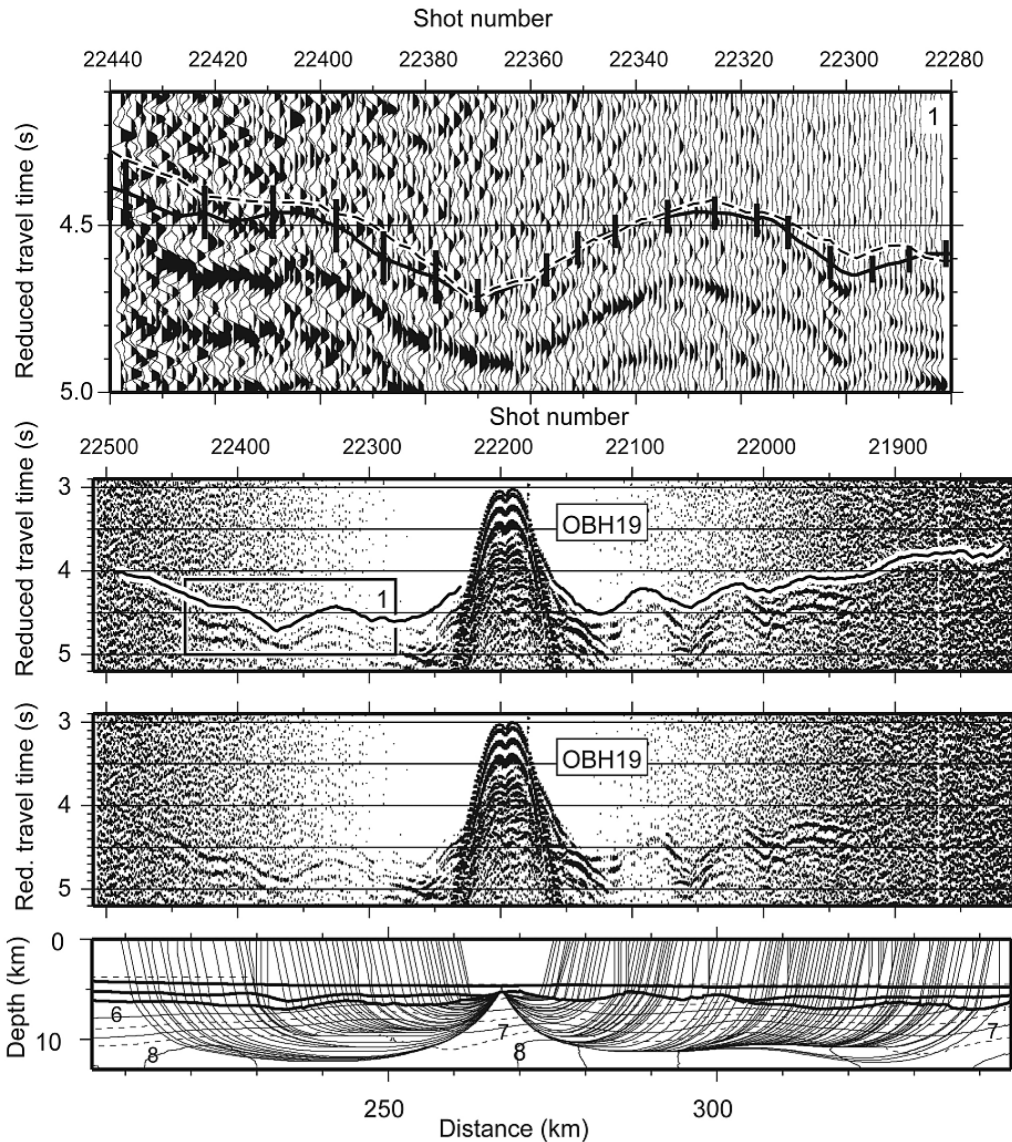 Shot number
22440 22420 22400 22380 22360 22340 22320 22300 22280
Reduced travel time (s)
1
4.5
5.0
Shot number
22500 22400 22300 22200 22100 22000 21900
Reduced travel time (s)
3
OBH19
4
1
5
Red. travel time (s)
3
OBH19
4
5
Depth (km)
0
6 7 7
10 8 8
250 300
Distance (km)